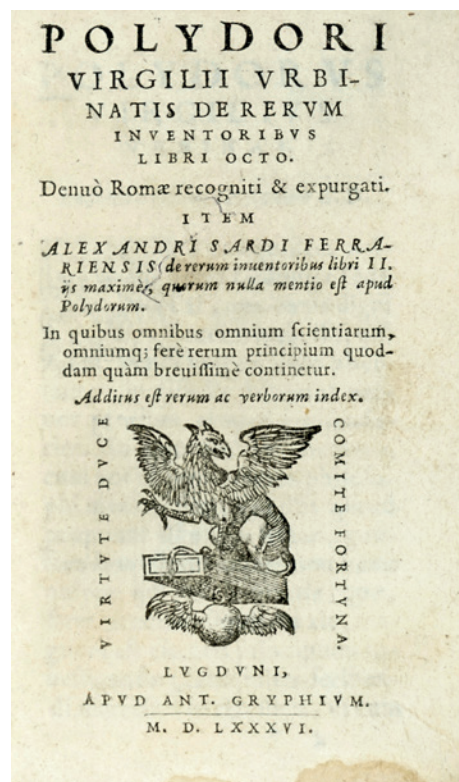 POLYDORI
VIRGILII VRBI-
NATIS DE RERVM
INVENTORIBVS
LIBRI OCTO.
Denuò Romæ recogniti & expurgati.
ITEM
ALEXANDRI SARDI FERRA-
RIENSIS de rerum inuentoribus libri II.
ijs maximè, quarum nulla mentio est apud
Polydorum.
In quibus omnibus omnium scientiarum,
omniumq; ferè rerum principium quod-
dam quàm breuissimè continetur.
Additus est rerum ac verborum index.
VIRTVTE DVCE
COMITE FORTVNA.
LVGDVNI,
APVD ANT. GRYPHIVM.
M. D. LXXXVI.